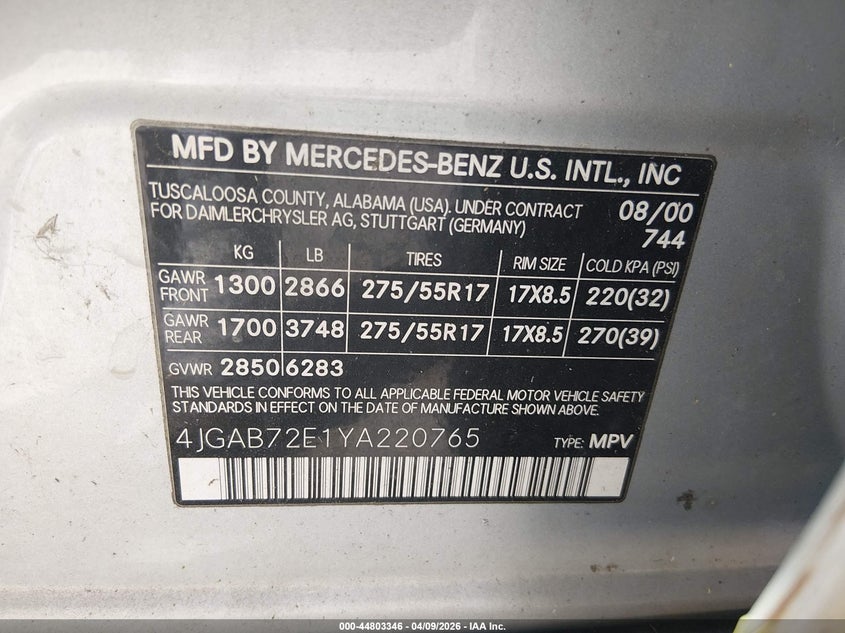 MFD BY MERCEDES-BENZ U.S. INTL., INC
TUSCALOOSA COUNTY, ALABAMA (USA). UNDER CONTRACT 08/00
FOR DAIMLERCHRYSLER AG, STUTTGART (GERMANY) 744
KG LB TIRES RIM SIZE COLD KPA (PSI)
GAWR FRONT 1300 2866 275/55R17 17X8.5 220(32)
GAWR REAR 1700 3748 275/55R17 17X8.5 270(39)
GVWR 2850 6283
THIS VEHICLE CONFORMS TO ALL APPLICABLE FEDERAL MOTOR VEHICLE SAFETY
STANDARDS IN EFFECT ON THE DATE OF MANUFACTURE SHOWN ABOVE.
4JGAB72E1YA220765 TYPE: MPV
000-44803346 - 04/09/2026 - IAA Inc.